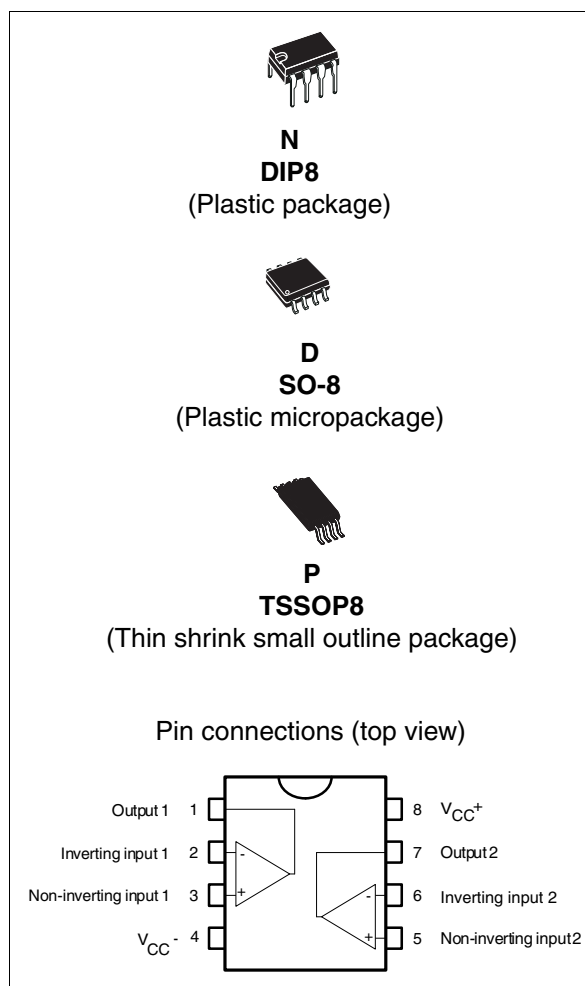 N
DIP8
(Plastic package)
D
SO-8
(Plastic micropackage)
P
TSSOP8
(Thin shrink small outline package)
Pin connections (top view)
Output 1 1 8 VCC+
Inverting input 1 2 - 7 Output 2
Non-inverting input 1 3 + - 6 Inverting input 2
VCC - 4 + 5 Non-inverting input 2